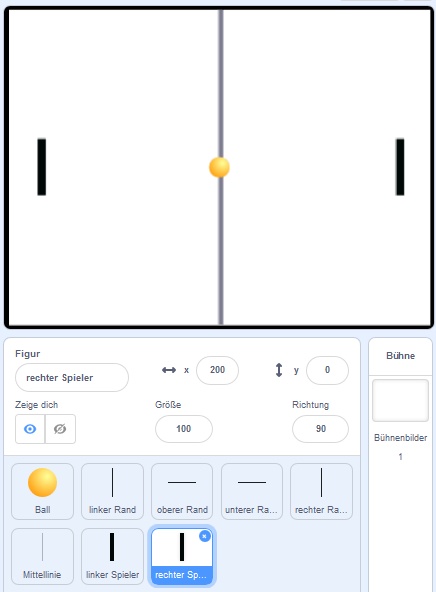 Figur
rechter Spieler
x 200
y 0
Zeige dich
Größe
Richtung
100
90
Bühne
Bühnenbilder
1
Ball
linker Rand
oberer Rand
unterer Ra...
rechter Ra...
Mittellinie
linker Spieler
rechter Sp...